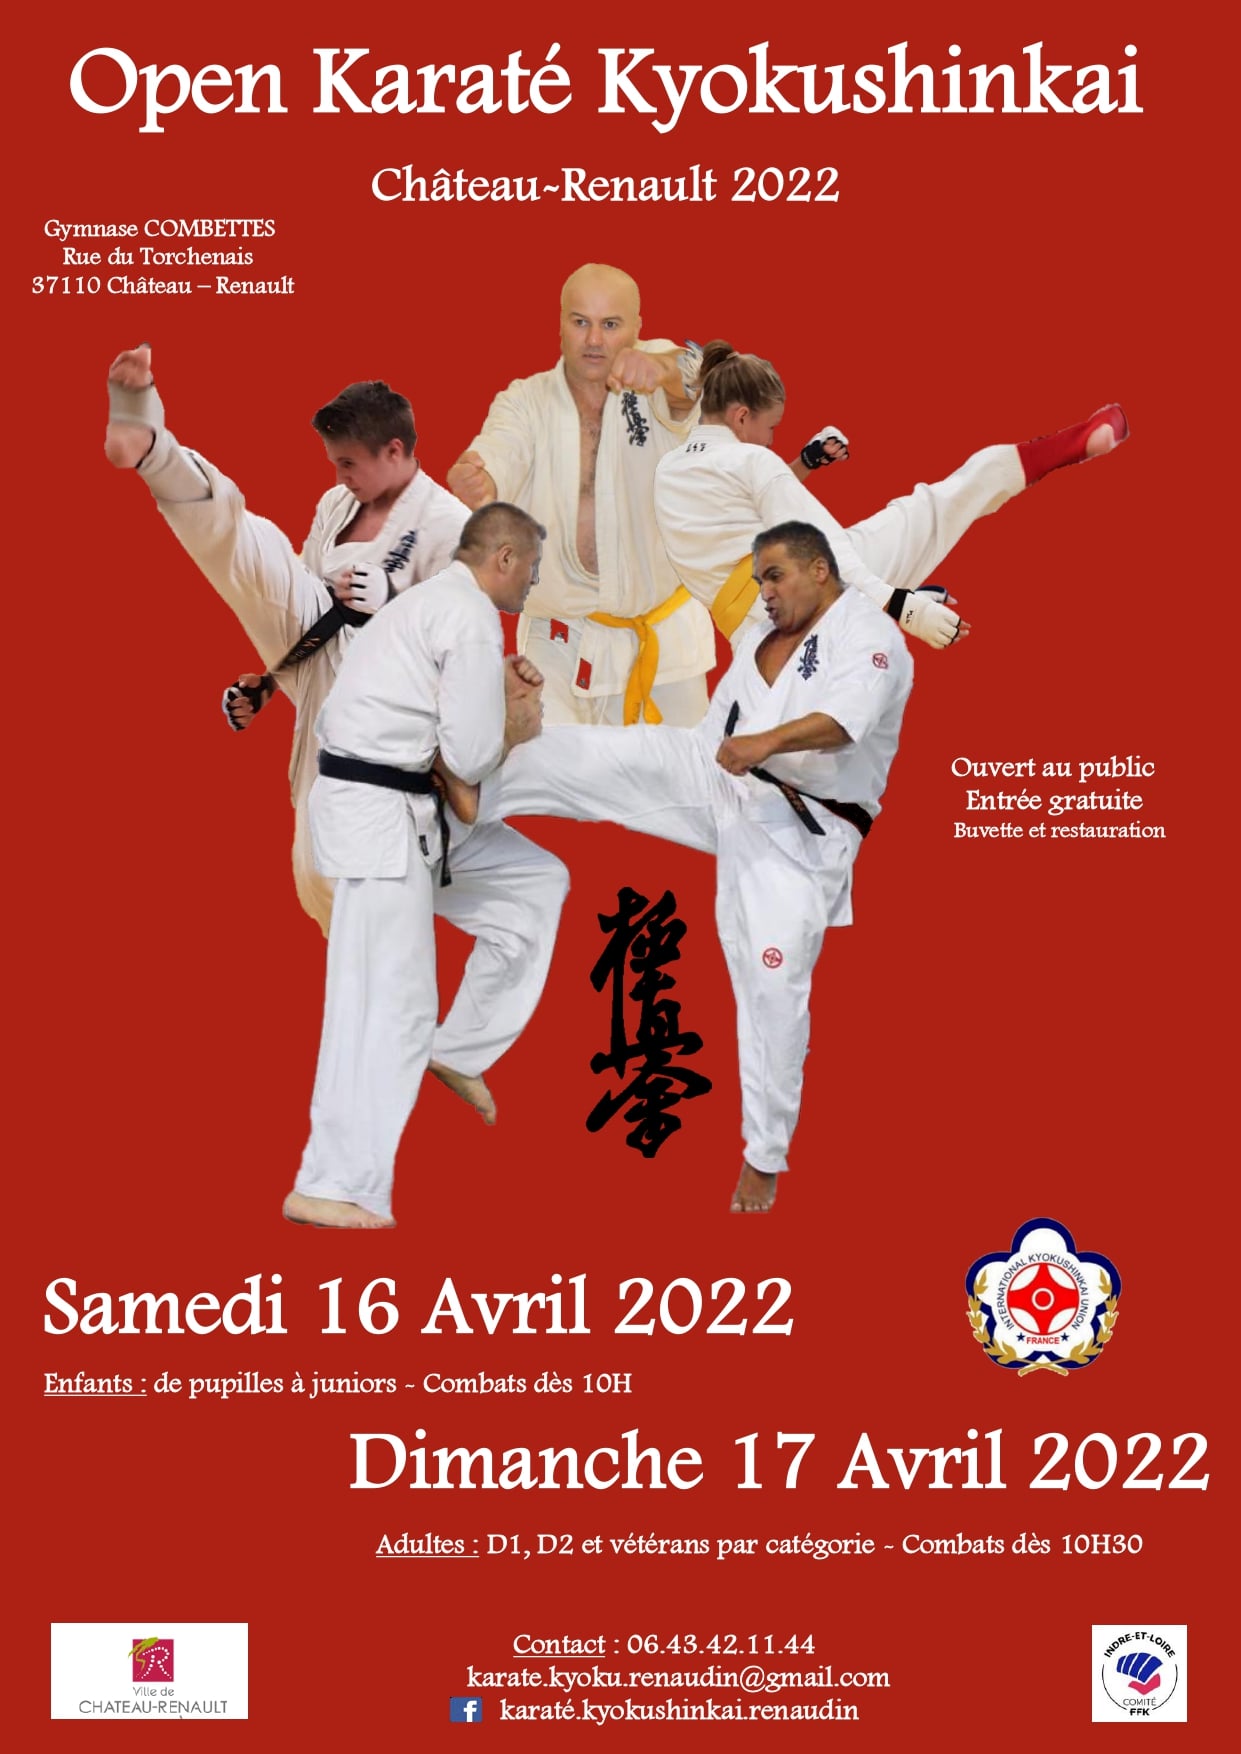 Open Karaté Kyokushinkai
Château-Renault 2022
Gymnase COMBETTES
Rue du Torchenais
37110 Château – Renault
Ouvert au public
Entrée gratuite
Buvette et restauration
極真拳
Samedi 16 Avril 2022
INTERNATIONAL KYOKUSHINKAI UNION
FRANCE
Enfants : de pupilles à juniors - Combats dès 10H
Dimanche 17 Avril 2022
Adultes : D1, D2 et vétérans par catégorie - Combats dès 10H30
Ville de
CHATEAU-RENAULT
Contact : 06.43.42.11.44
karate.kyoku.renaudin@gmail.com
karaté.kyokushinkai.renaudin
INDRE-ET-LOIRE
COMITÉ
FFK